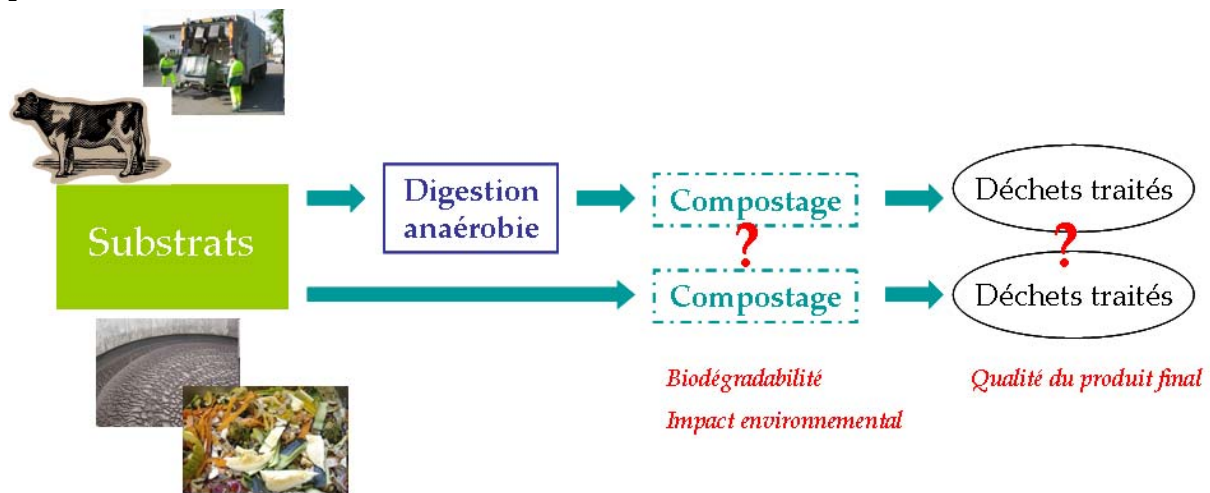 Substrats
Digestion
anaérobie
Compostage
Déchets traités
?
?
Compostage
Déchets traités
Biodégradabilité
Impact environnemental
Qualité du produit final